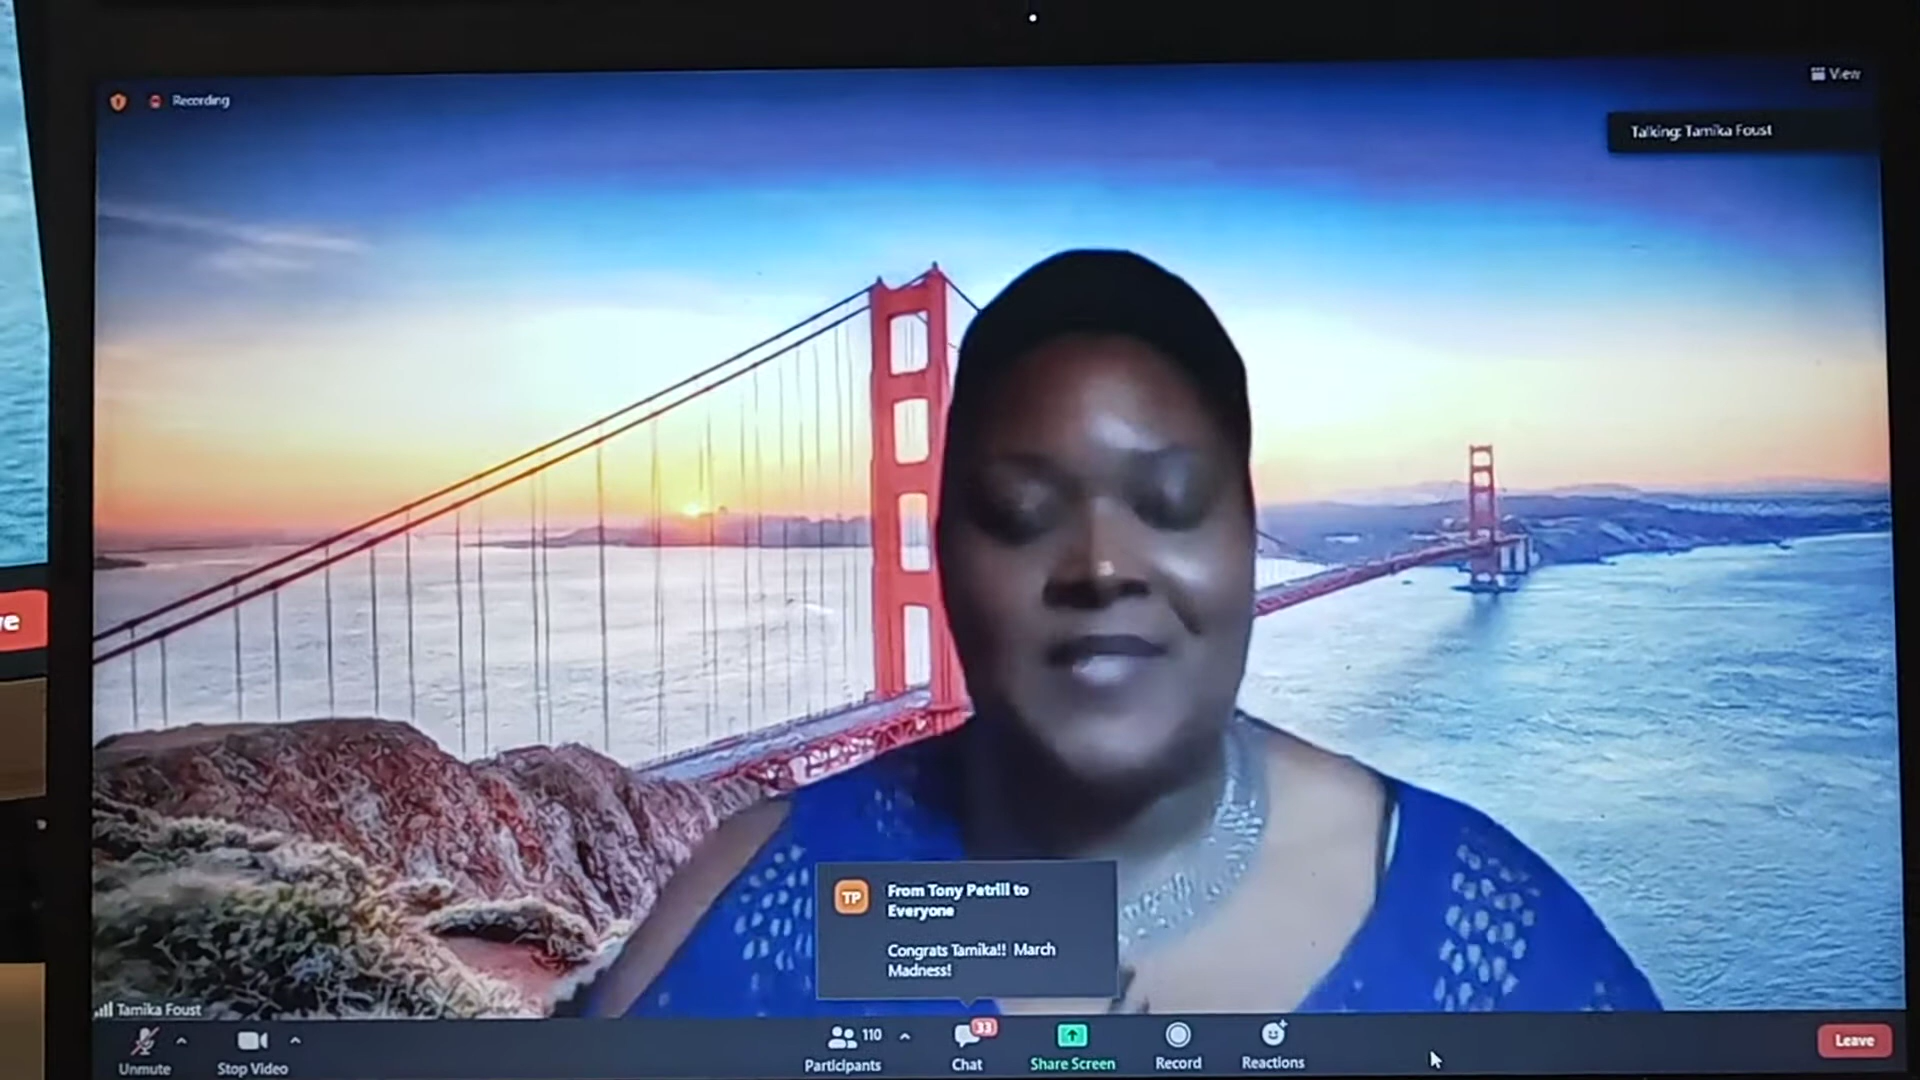 Recording
View
Talking: Tamika Foust
TP
From Tony Petrill to
Everyone
Congrats Tamika!! March
Madness!
Tamika Foust
110
33
Unmute
Stop Video
Participants
Chat
Share Screen
Record
Reactions
Leave